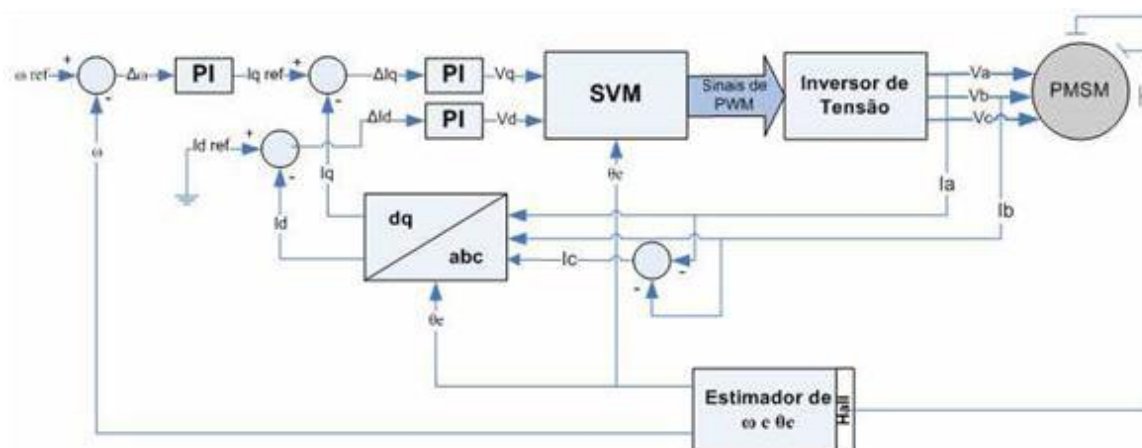 ω ref
+
-
Δω
PI
Iq ref
+
-
ΔIq
PI
Vq
SVM
Sinais de
PWM
Inversor de
Tensão
Va
Vb
Vc
PMSM
ΔId
PI
Vd
Id ref
+
-
ω
Iq
Id
θe
Ia
Ib
dq
abc
Ic
-
-
θe
Estimador de
ω e θe
Hall